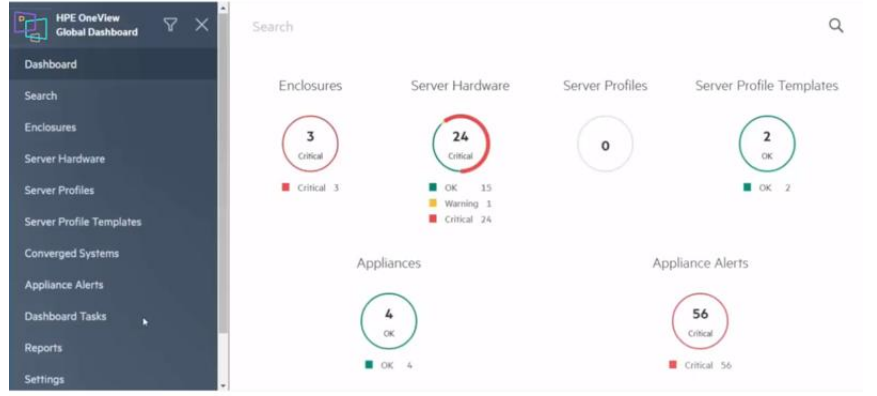 HPE OneView
Global Dashboard
Dashboard
Search
Enclosures
Server Hardware
Server Profiles
Server Profile Templates
Converged Systems
Appliance Alerts
Dashboard Tasks
Reports
Settings
Search
Enclosures
3
Critical
Critical 3
Server Hardware
24
Critical
OK 15
Warning 1
Critical 24
Server Profiles
0
Server Profile Templates
2
OK
OK 2
Appliances
4
OK
OK 4
Appliance Alerts
56
Critical
Critical 56